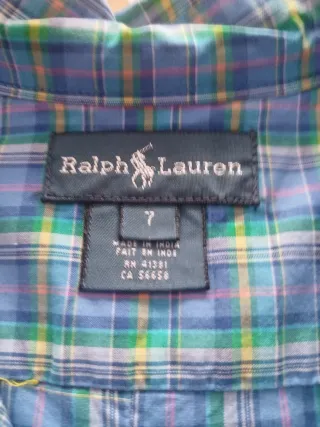 Ralph Lauren
7
MADE IN INDIA
FAIT EN INDE
RN 41381
CA 56658